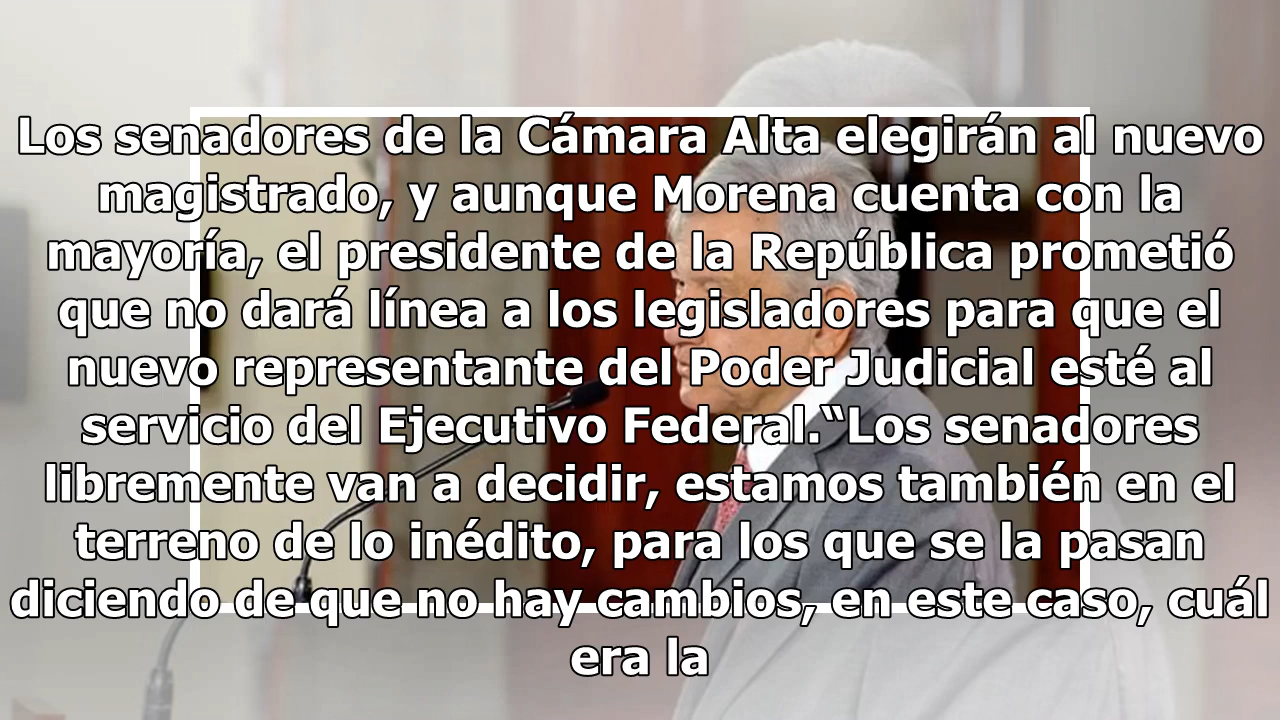 Los senadores de la Cámara Alta elegirán al nuevo
magistrado, y aunque Morena cuenta con la
mayoría, el presidente de la República prometió
que no dará línea a los legisladores para que el
nuevo representante del Poder Judicial esté al
servicio del Ejecutivo Federal.“Los senadores
libremente van a decidir, estamos también en el
terreno de lo inédito, para los que se la pasan
diciendo de que no hay cambios, en este caso, cuál
era la